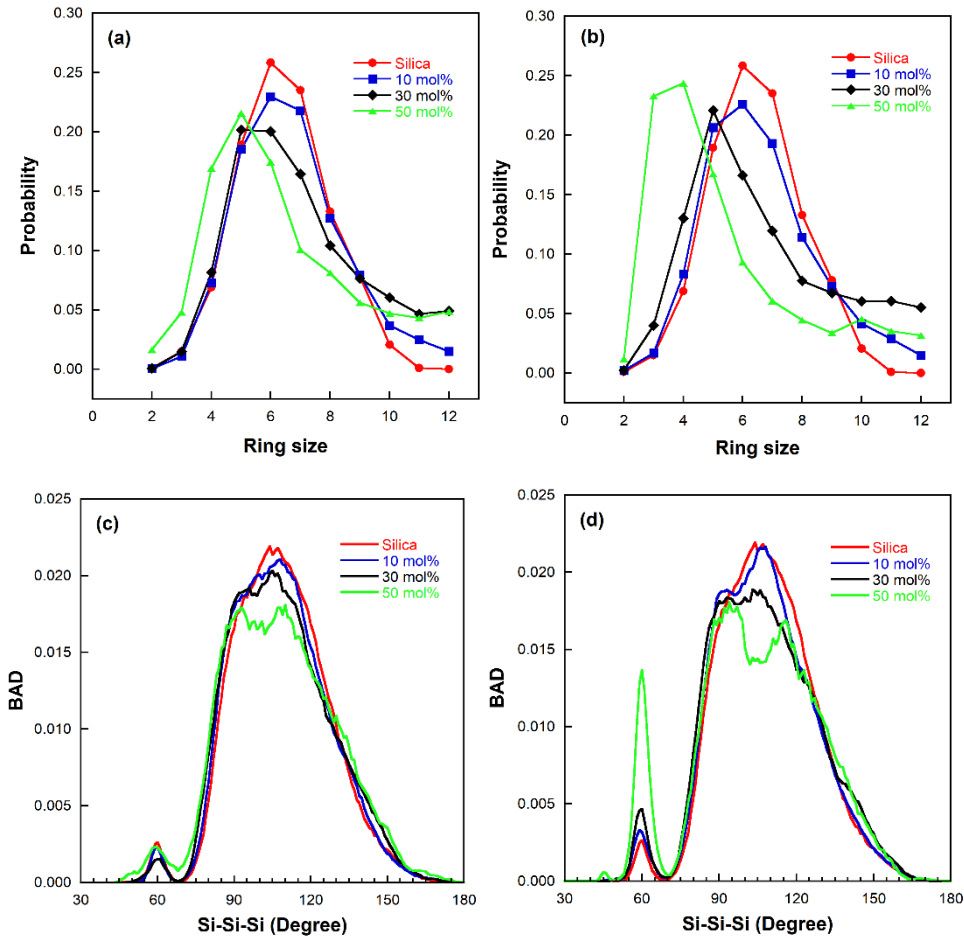 (a)
Silica
10 mol%
30 mol%
50 mol%
0.30
0.25
0.20
0.15
0.10
0.05
0.00
Probability
0 2 4 6 8 10 12
Ring size
(b)
Silica
10 mol%
30 mol%
50 mol%
0.30
0.25
0.20
0.15
0.10
0.05
0.00
Probability
0 2 4 6 8 10 12
Ring size
(c)
Silica
10 mol%
30 mol%
50 mol%
0.025
0.020
0.015
0.010
0.005
0.000
BAD
30 60 90 120 150 180
Si-Si-Si (Degree)
(d)
Silica
10 mol%
30 mol%
50 mol%
0.025
0.020
0.015
0.010
0.005
0.000
BAD
30 60 90 120 150 180
Si-Si-Si (Degree)